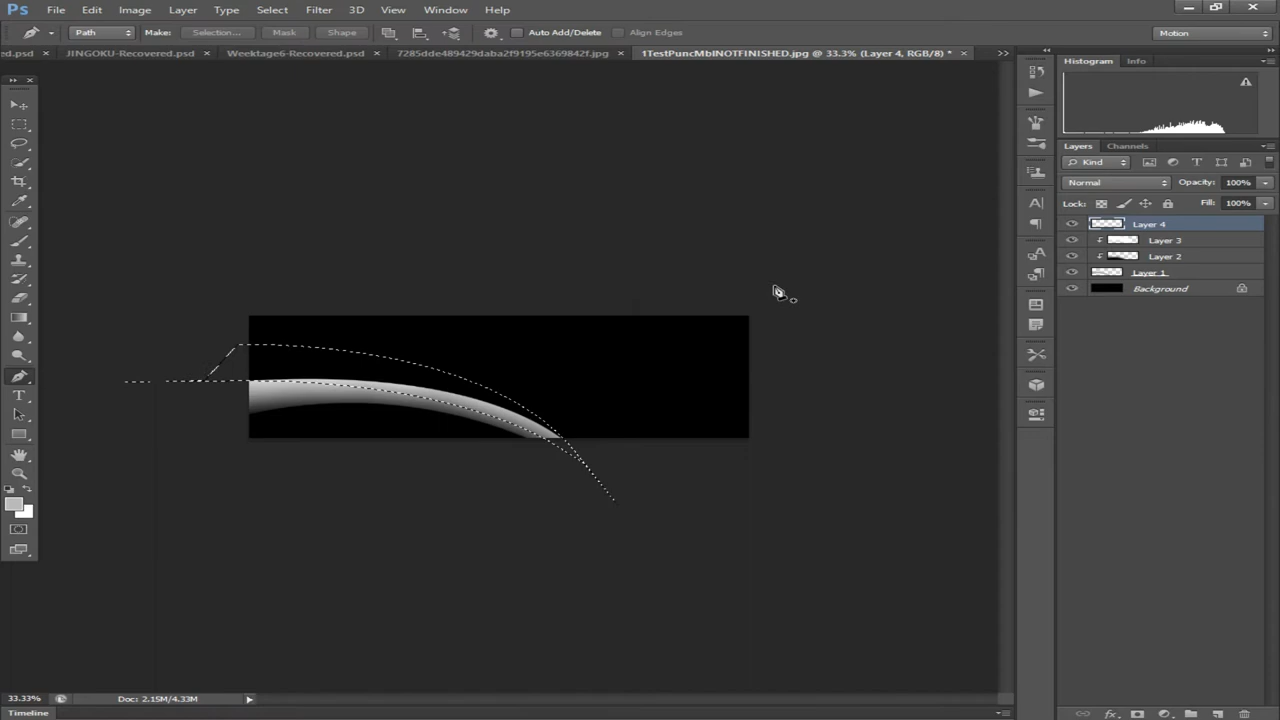 Ps File Edit Image Layer Type Select Filter 3D View Window Help
Path Make: Selection... Mask Shape Auto Add/Delete Align Edges Motion
ed.psd × JINGOKU-Recovered.psd × Weektage6-Recovered.psd × 7285dde489429dba2f9195e6369842f.jpg × 1TestPuncMblNOTFINISHED.jpg @ 33.3% (Layer 4, RGB/8) * ×
Histogram Info
Layers Channels
Kind
Normal Opacity: 100%
Lock: Fill: 100%
Layer 4
Layer 3
Layer 2
Layer 1
Background
33.33% Doc: 2.15M/4.33M
Timeline